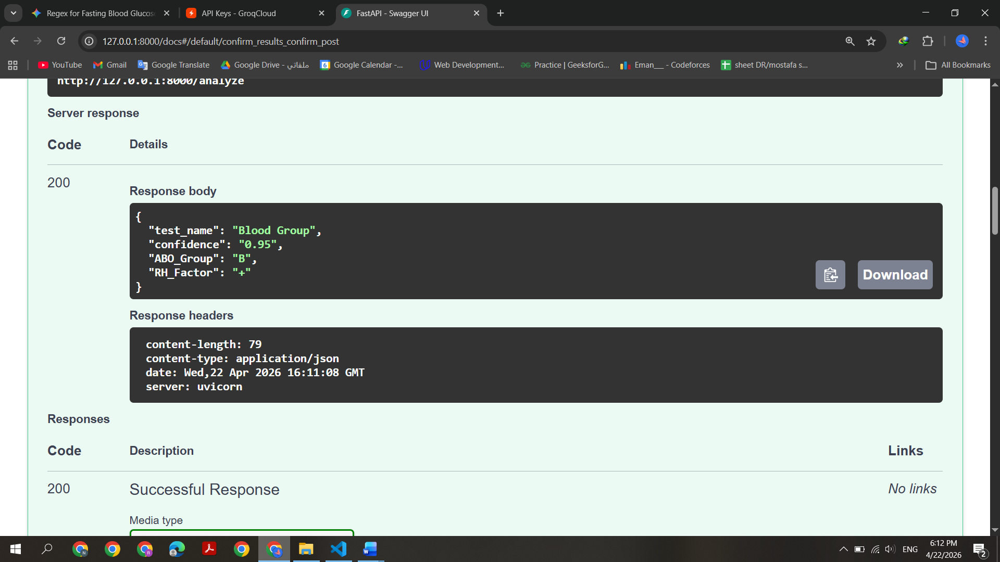 Regex for Fasting Blood Glucose
API Keys - GroqCloud
FastAPI - Swagger UI
127.0.0.1:8000/docs#/default/confirm_results_confirm_post
YouTube
Gmail
Google Translate
Google Drive - ملفاتي
6
Google Calendar -...
Web Development...
Practice | GeeksforG...
Eman___ - Codeforces
sheet DR/mostafa s...
All Bookmarks
http://127.0.0.1:8000/analyze
Server response
Code Details
200
Response body
{
"test_name": "Blood Group",
"confidence": "0.95",
"ABO_Group": "B",
"RH_Factor": "+"
}
Download
Response headers
content-length: 79
content-type: application/json
date: Wed,22 Apr 2026 16:11:08 GMT
server: uvicorn
Responses
Code Description Links
200 Successful Response No links
Media type
ENG
6:12 PM
4/22/2026
2